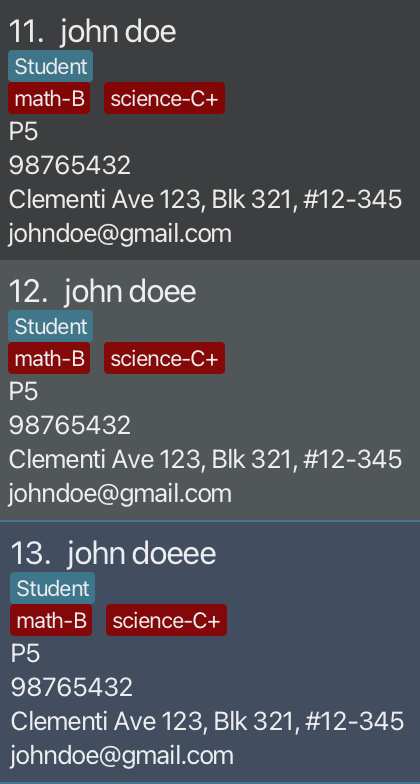 11. john doe
Student
math-B science-C+
P5
98765432
Clementi Ave 123, Blk 321, #12-345
johndoe@gmail.com
12. john doee
Student
math-B science-C+
P5
98765432
Clementi Ave 123, Blk 321, #12-345
johndoe@gmail.com
13. john doeee
Student
math-B science-C+
P5
98765432
Clementi Ave 123, Blk 321, #12-345
johndoe@gmail.com